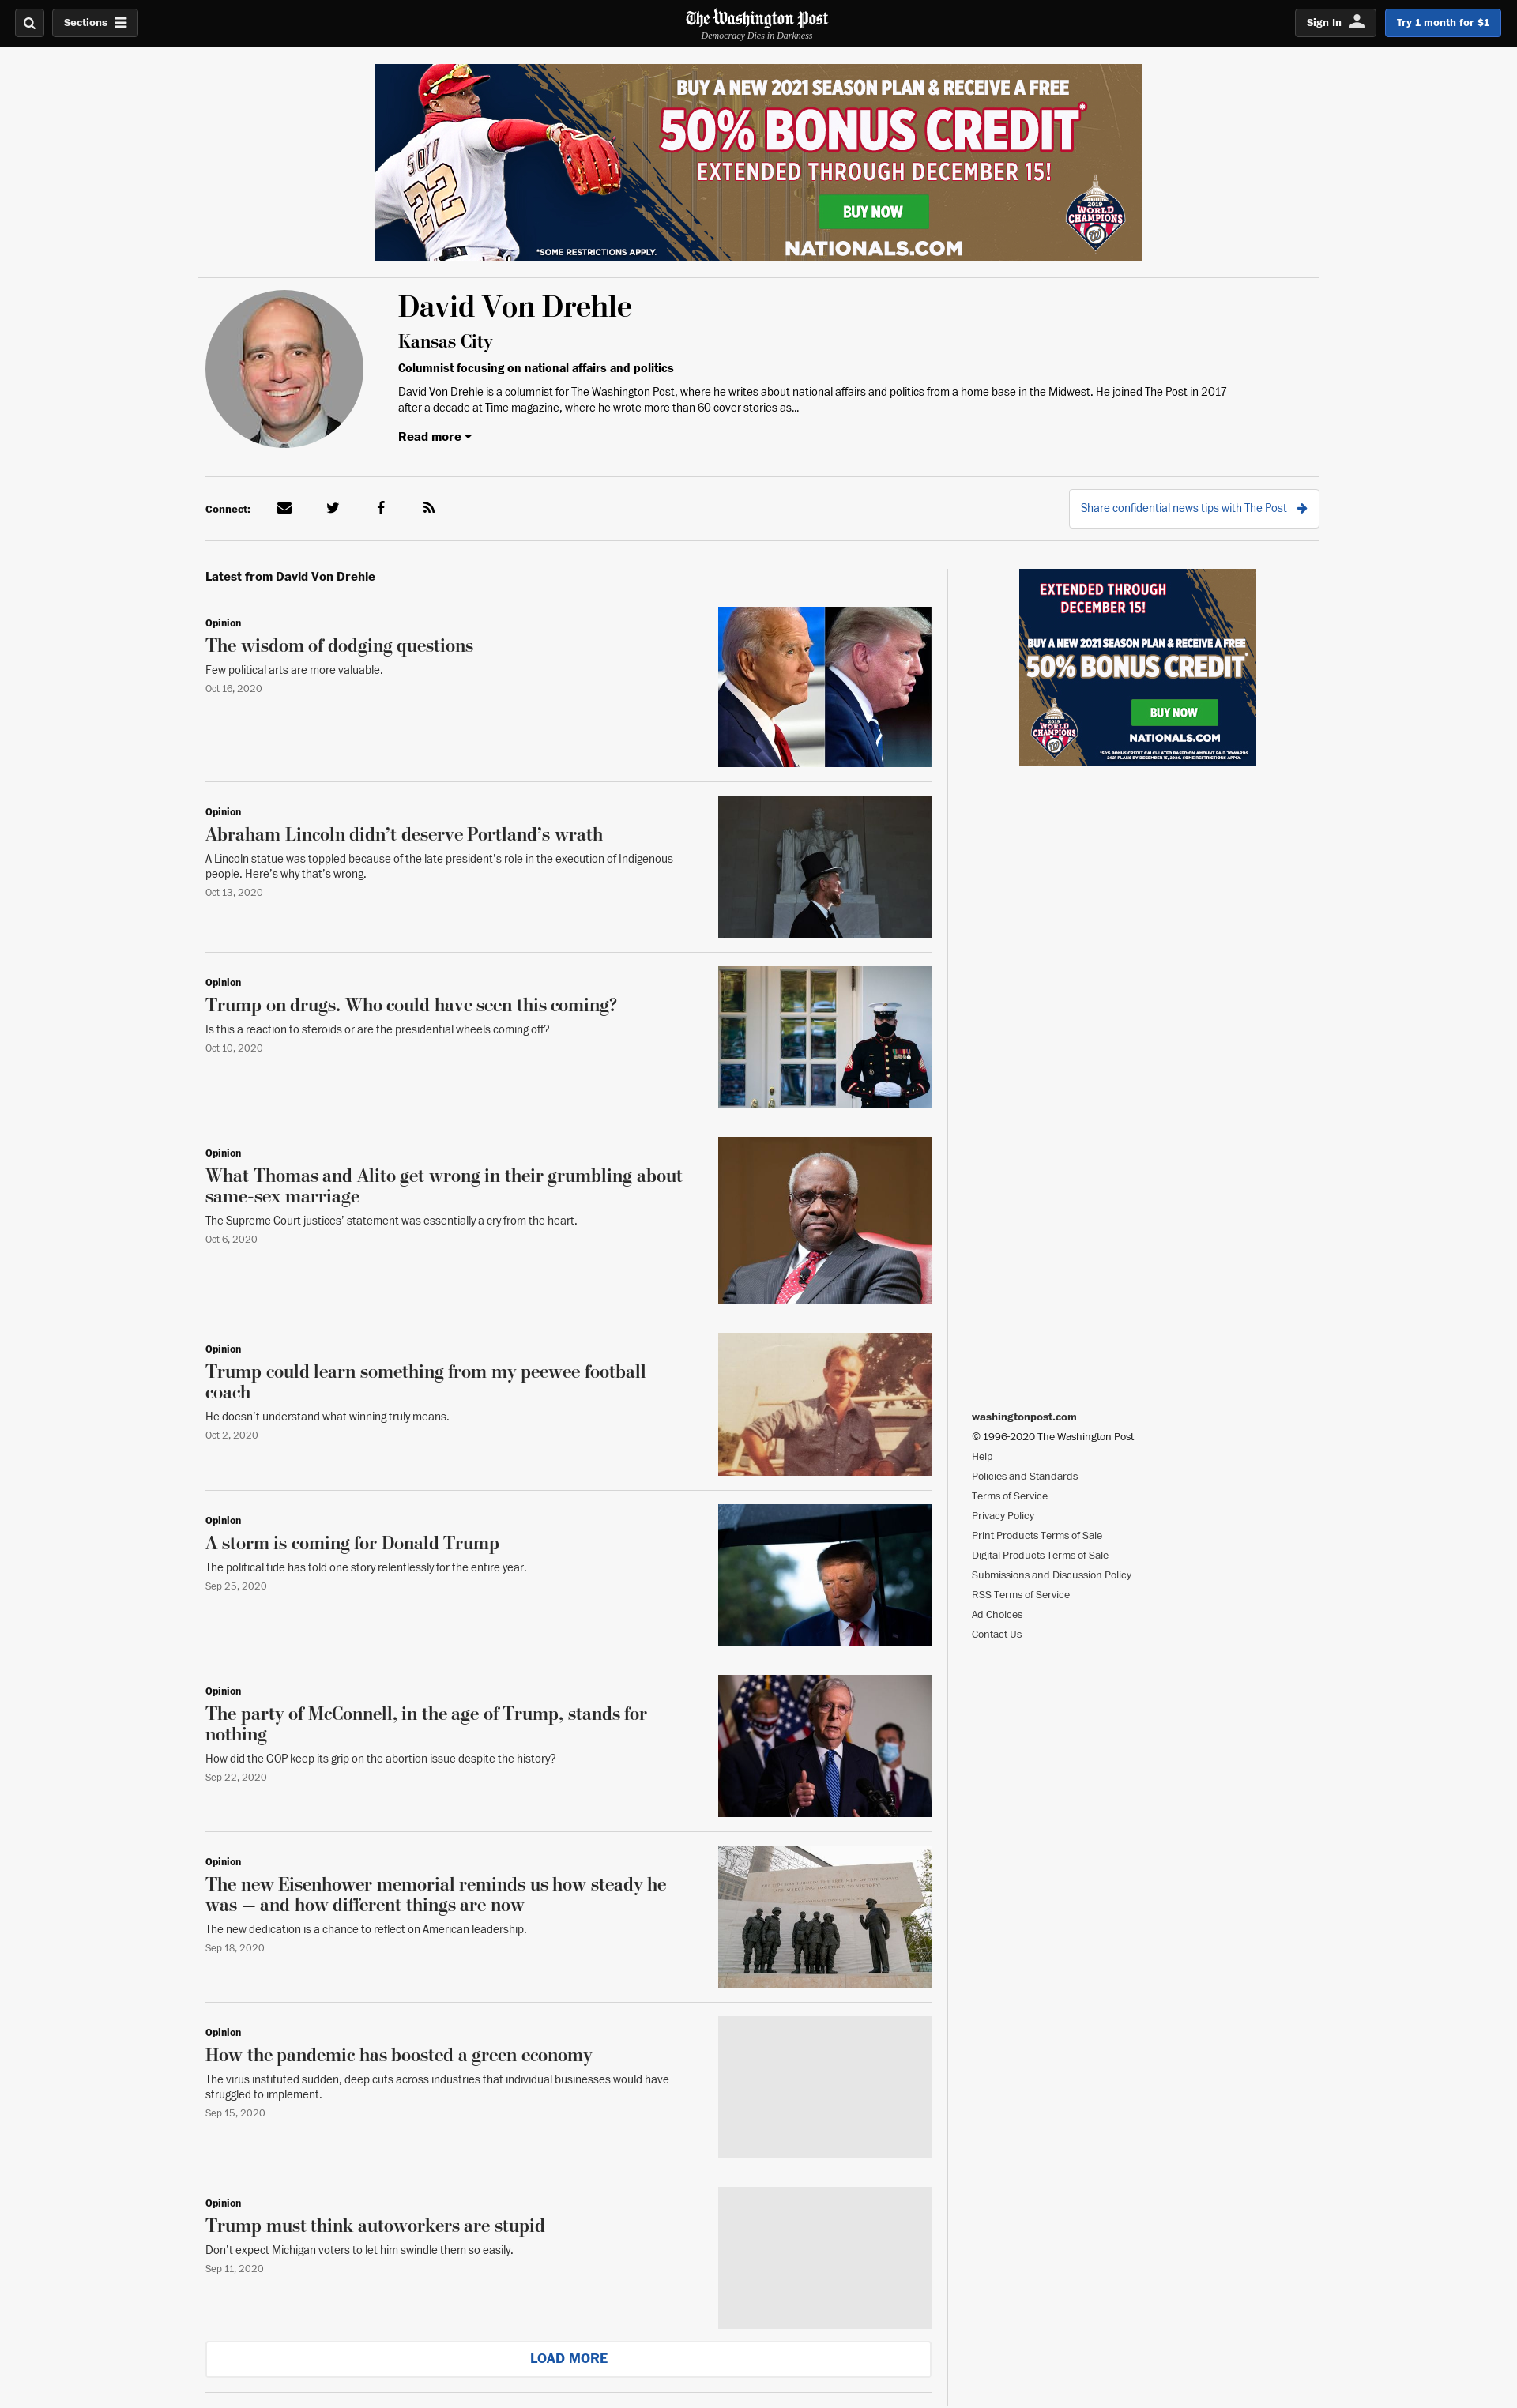 Sections
The Washington Post
Democracy Dies in Darkness
Sign In
Try 1 month for $1
SOTO
22
BUY A NEW 2021 SEASON PLAN & RECEIVE A FREE
50% BONUS CREDIT*
EXTENDED THROUGH DECEMBER 15!
BUY NOW
2019
WORLD
CHAMPIONS
W
*SOME RESTRICTIONS APPLY.
NATIONALS.COM
David Von Drehle
Kansas City
Columnist focusing on national affairs and politics
David Von Drehle is a columnist for The Washington Post, where he writes about national affairs and politics from a home base in the Midwest. He joined The Post in 2017
after a decade at Time magazine, where he wrote more than 60 cover stories as...
Read more
Connect:
Share confidential news tips with The Post
Latest from David Von Drehle
Opinion
The wisdom of dodging questions
Few political arts are more valuable.
Oct 16, 2020
Opinion
Abraham Lincoln didn’t deserve Portland’s wrath
A Lincoln statue was toppled because of the late president’s role in the execution of Indigenous
people. Here’s why that’s wrong.
Oct 13, 2020
Opinion
Trump on drugs. Who could have seen this coming?
Is this a reaction to steroids or are the presidential wheels coming off?
Oct 10, 2020
Opinion
What Thomas and Alito get wrong in their grumbling about
same-sex marriage
The Supreme Court justices’ statement was essentially a cry from the heart.
Oct 6, 2020
Opinion
Trump could learn something from my peewee football
coach
He doesn’t understand what winning truly means.
Oct 2, 2020
Opinion
A storm is coming for Donald Trump
The political tide has told one story relentlessly for the entire year.
Sep 25, 2020
Opinion
The party of McConnell, in the age of Trump, stands for
nothing
How did the GOP keep its grip on the abortion issue despite the history?
Sep 22, 2020
Opinion
The new Eisenhower memorial reminds us how steady he
was — and how different things are now
The new dedication is a chance to reflect on American leadership.
Sep 18, 2020
Opinion
How the pandemic has boosted a green economy
The virus instituted sudden, deep cuts across industries that individual businesses would have
struggled to implement.
Sep 15, 2020
Opinion
Trump must think autoworkers are stupid
Don’t expect Michigan voters to let him swindle them so easily.
Sep 11, 2020
LOAD MORE
EXTENDED THROUGH
DECEMBER 15!
BUY A NEW 2021 SEASON PLAN & RECEIVE A FREE
50% BONUS CREDIT*
BUY NOW
2019
WORLD
CHAMPIONS
W
NATIONALS.COM
*50% BONUS CREDIT CALCULATED BASED ON AMOUNT PAID TOWARDS
2021 PLANS BY DECEMBER 15, 2020. SOME RESTRICTIONS APPLY.
washingtonpost.com
© 1996-2020 The Washington Post
Help
Policies and Standards
Terms of Service
Privacy Policy
Print Products Terms of Sale
Digital Products Terms of Sale
Submissions and Discussion Policy
RSS Terms of Service
Ad Choices
Contact Us